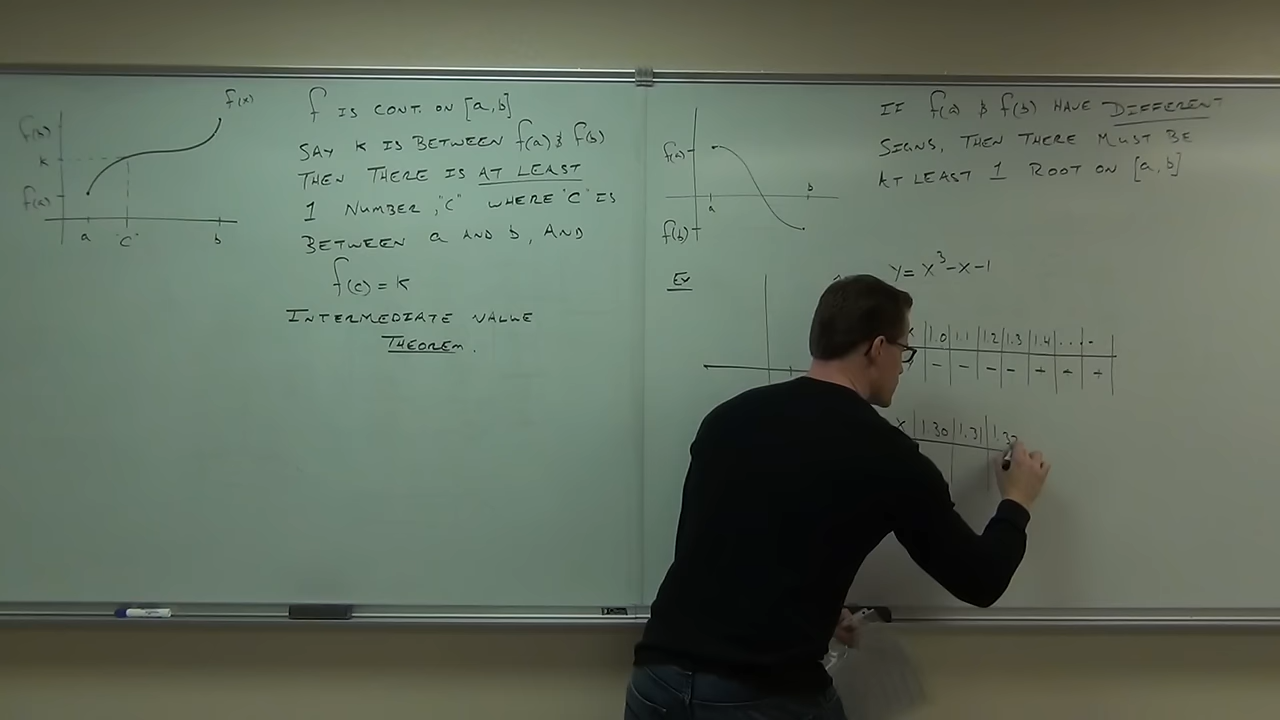 f(x)
f(b)
k
f(a)
a "C" b
f IS CONT. ON [a,b]
SAY K IS BETWEEN f(a) & f(b)
THEN THERE IS AT LEAST
1 NUMBER, "C" WHERE "C" IS
BETWEEN a AND b, AND
f(c) = K
INTERMEDIATE VALUE
THEOREM.
f(a)
a b
f(b)
IF f(a) & f(b) HAVE DIFFERENT
SIGNS, THEN THERE MUST BE
AT LEAST 1 ROOT ON [a,b]
Ex
y = x³-x-1
x 1.0 1.1 1.2 1.3 1.4 ...
- - - - + + +
x 1.30 1.31 1.32